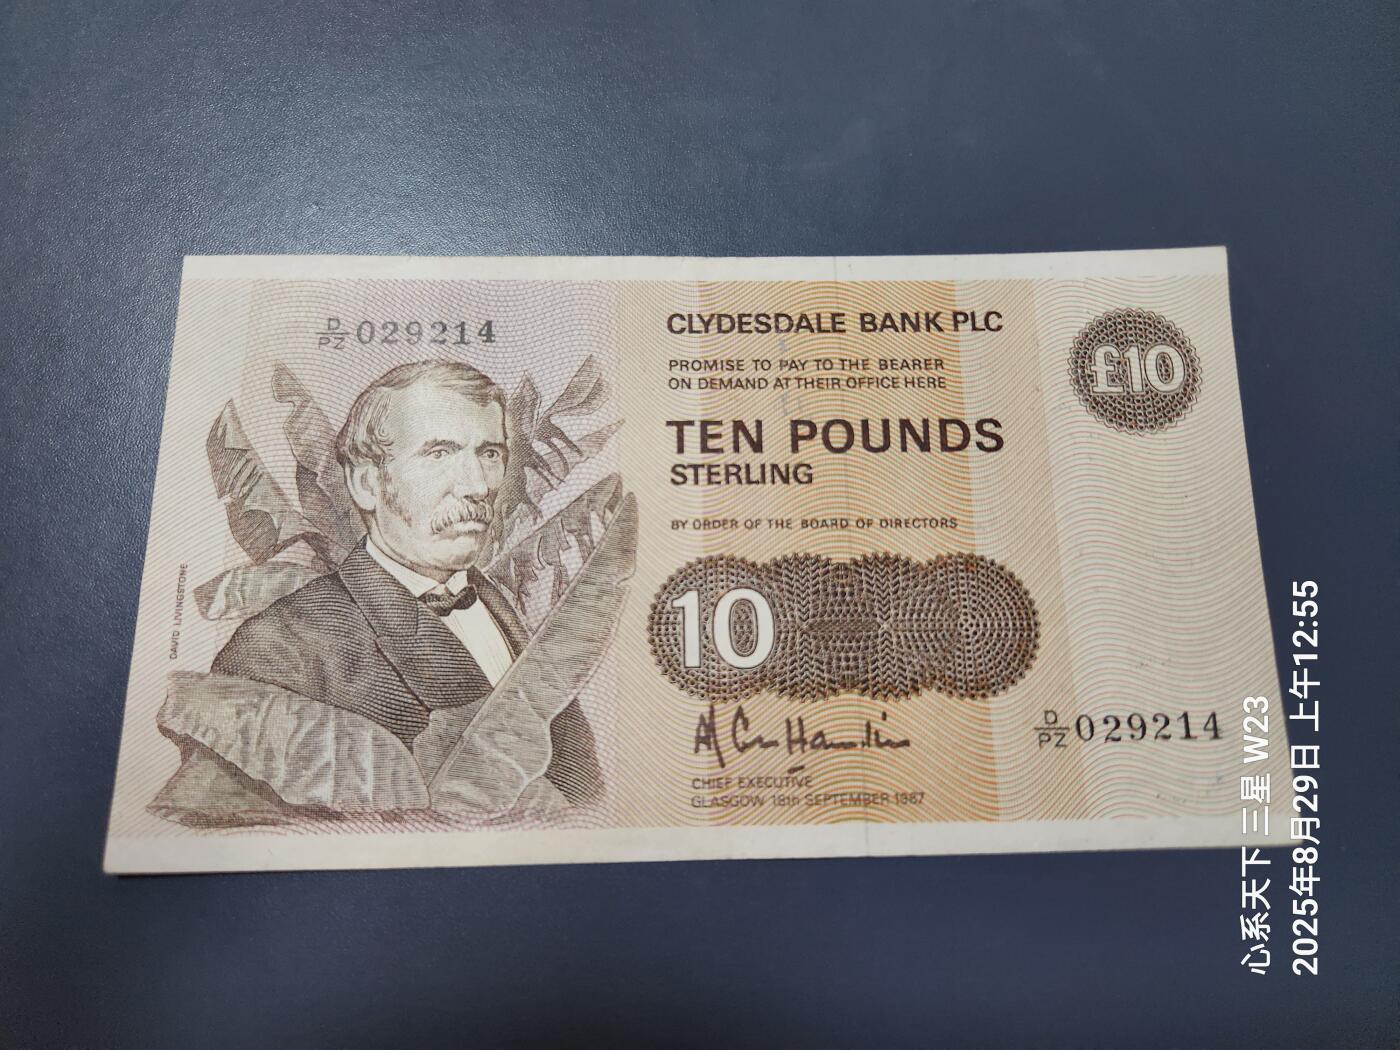 D/PZ 029214
CLYDESDALE BANK PLC
£10
PROMISE TO PAY TO THE BEARER
ON DEMAND AT THEIR OFFICE HERE
TEN POUNDS
STERLING
BY ORDER OF THE BOARD OF DIRECTORS
DAVID LIVINGSTONE
10
D/PZ 029214
CHIEF EXECUTIVE
GLASGOW 18th SEPTEMBER 1987
心系天下 三星 W23
2025年8月29日 上午12:55